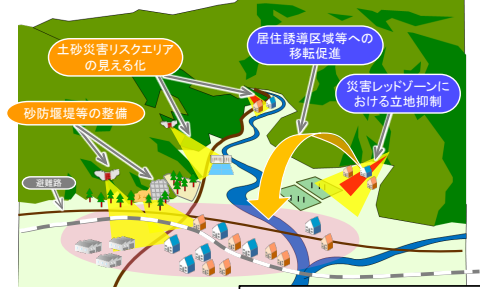 土砂災害リスクエリア
の見える化
居住誘導区域等への
移転促進
災害レッドゾーンに
おける立地抑制
砂防堰堤等の整備
避難路